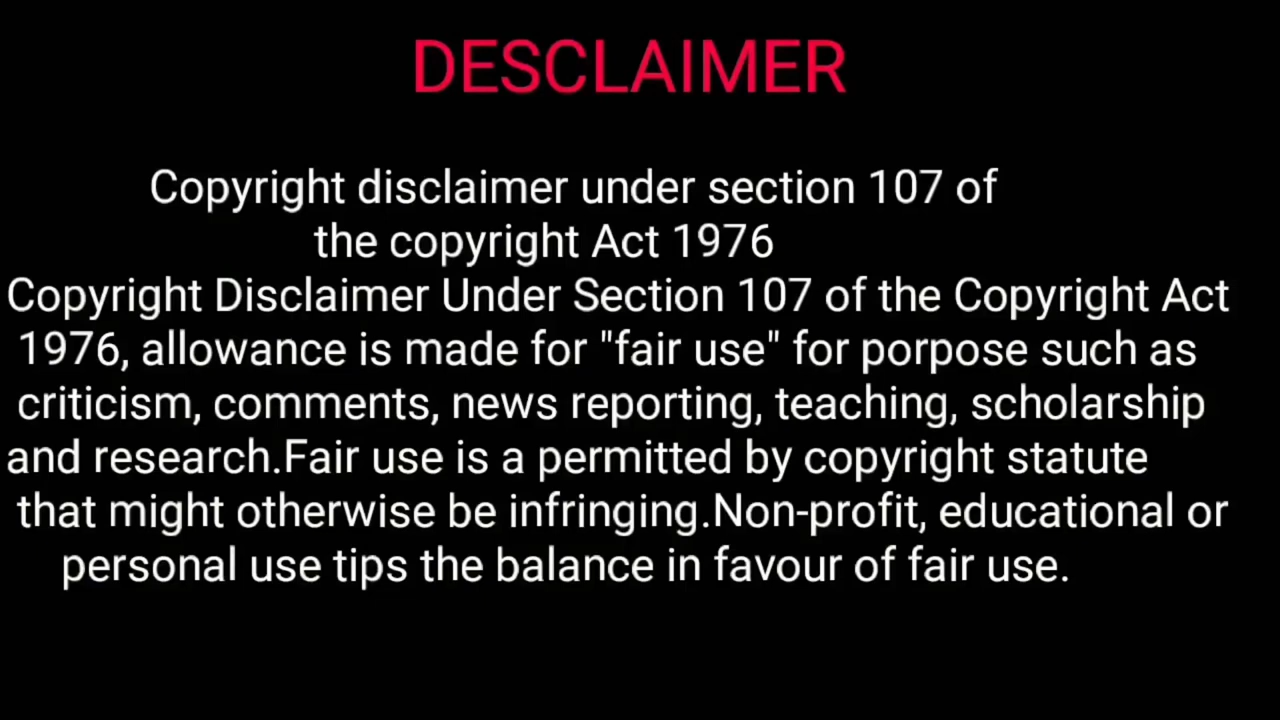 DESCLAIMER
Copyright disclaimer under section 107 of
the copyright Act 1976
Copyright Disclaimer Under Section 107 of the Copyright Act
1976, allowance is made for "fair use" for porpose such as
criticism, comments, news reporting, teaching, scholarship
and research.Fair use is a permitted by copyright statute
that might otherwise be infringing.Non-profit, educational or
personal use tips the balance in favour of fair use.